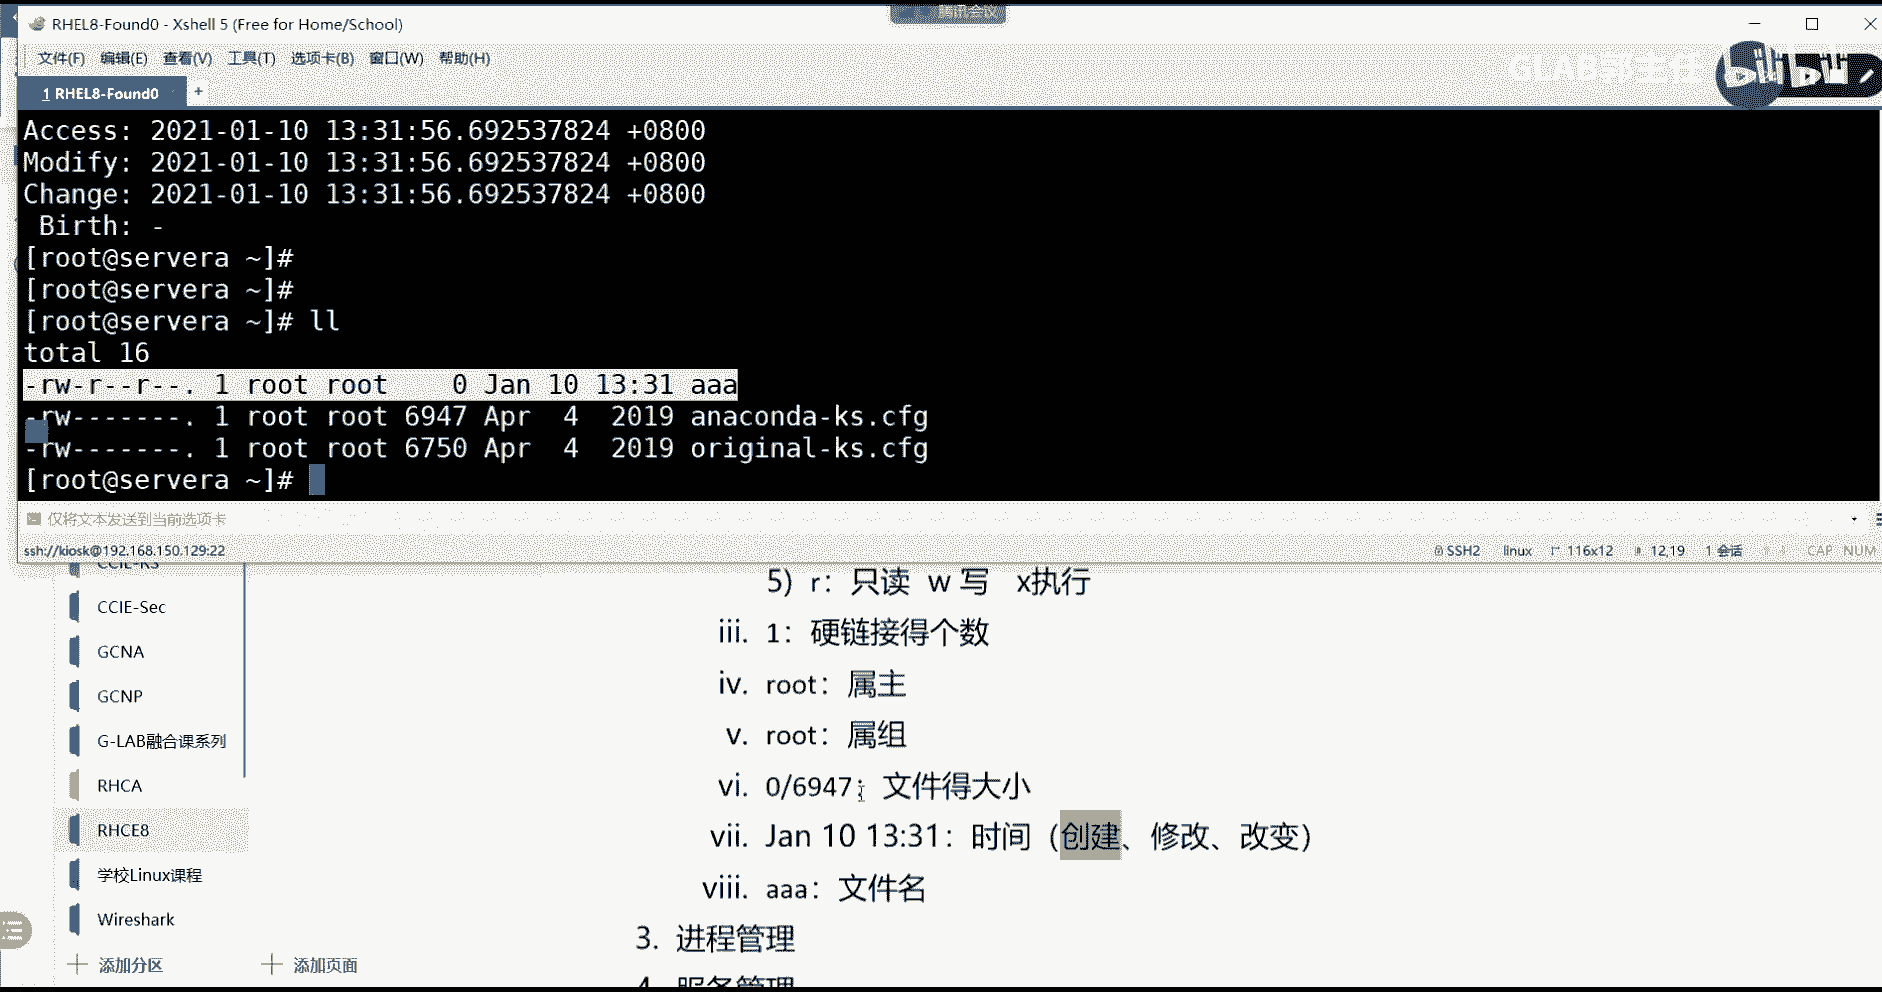 腾讯会议
RHEL8-Found0 - Xshell 5 (Free for Home/School)
文件(F) 编辑(E) 查看(V) 工具(T) 选项卡(B) 窗口(W) 帮助(H)
GLAB郭主任 bilibili
1 RHEL8-Found0 +
Access: 2021-01-10 13:31:56.692537824 +0800
Modify: 2021-01-10 13:31:56.692537824 +0800
Change: 2021-01-10 13:31:56.692537824 +0800
Birth: -
[root@servera ~]#
[root@servera ~]#
[root@servera ~]# ll
total 16
-rw-r--r--. 1 root root 0 Jan 10 13:31 aaa
-rw-------. 1 root root 6947 Apr 4 2019 anaconda-ks.cfg
-rw-------. 1 root root 6750 Apr 4 2019 original-ks.cfg
[root@servera ~]#
仅将文本发送到当前选项卡
ssh://kiosk@192.168.150.129:22 SSH2 linux 116x12 12,19 1 会话 CAP NUM
CCIE-RS
CCIE-Sec
GCNA
GCNP
G-LAB融合课系列
RHCA
RHCE8
学校Linux课程
Wireshark
添加分区
添加页面
5) r：只读 w 写 x执行
iii. 1：硬链接得个数
iv. root：属主
v. root：属组
vi. 0/6947：文件得大小
vii. Jan 10 13:31：时间（创建、修改、改变）
viii. aaa：文件名
3. 进程管理
4. 服务管理